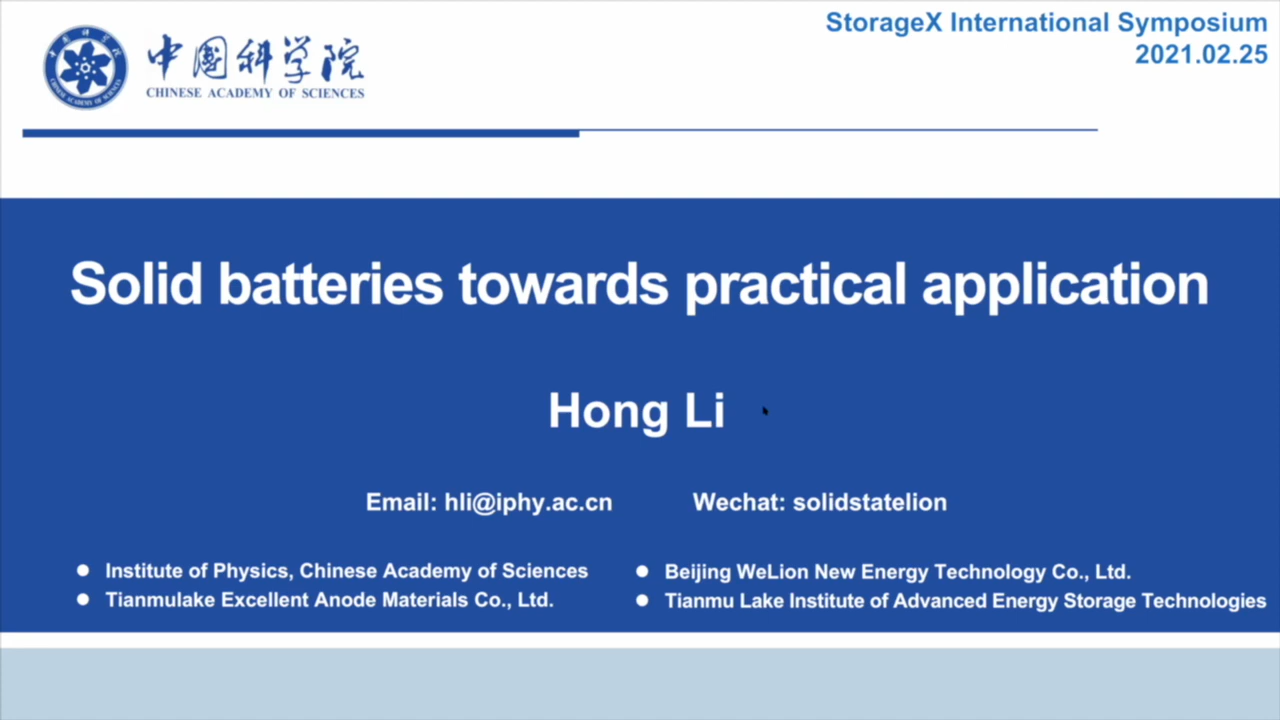 中国科学院
CHINESE ACADEMY OF SCIENCES
StorageX International Symposium
2021.02.25
Solid batteries towards practical application
Hong Li
Email: hli@iphy.ac.cn
Wechat: solidstatelion
Institute of Physics, Chinese Academy of Sciences
Tianmulake Excellent Anode Materials Co., Ltd.
Beijing WeLion New Energy Technology Co., Ltd.
Tianmu Lake Institute of Advanced Energy Storage Technologies